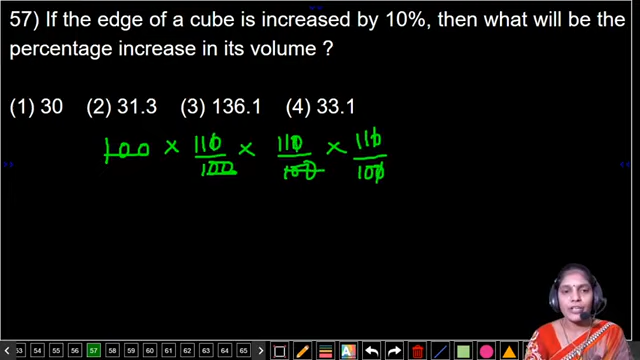 57) If the edge of a cube is increased by 10%, then what will be the
percentage increase in its volume ?
(1) 30 (2) 31.3 (3) 136.1 (4) 33.1
100 × 110/100 × 110/100 × 110/100
53 54 55 56 57 58 59 60 61 62 63 64 65